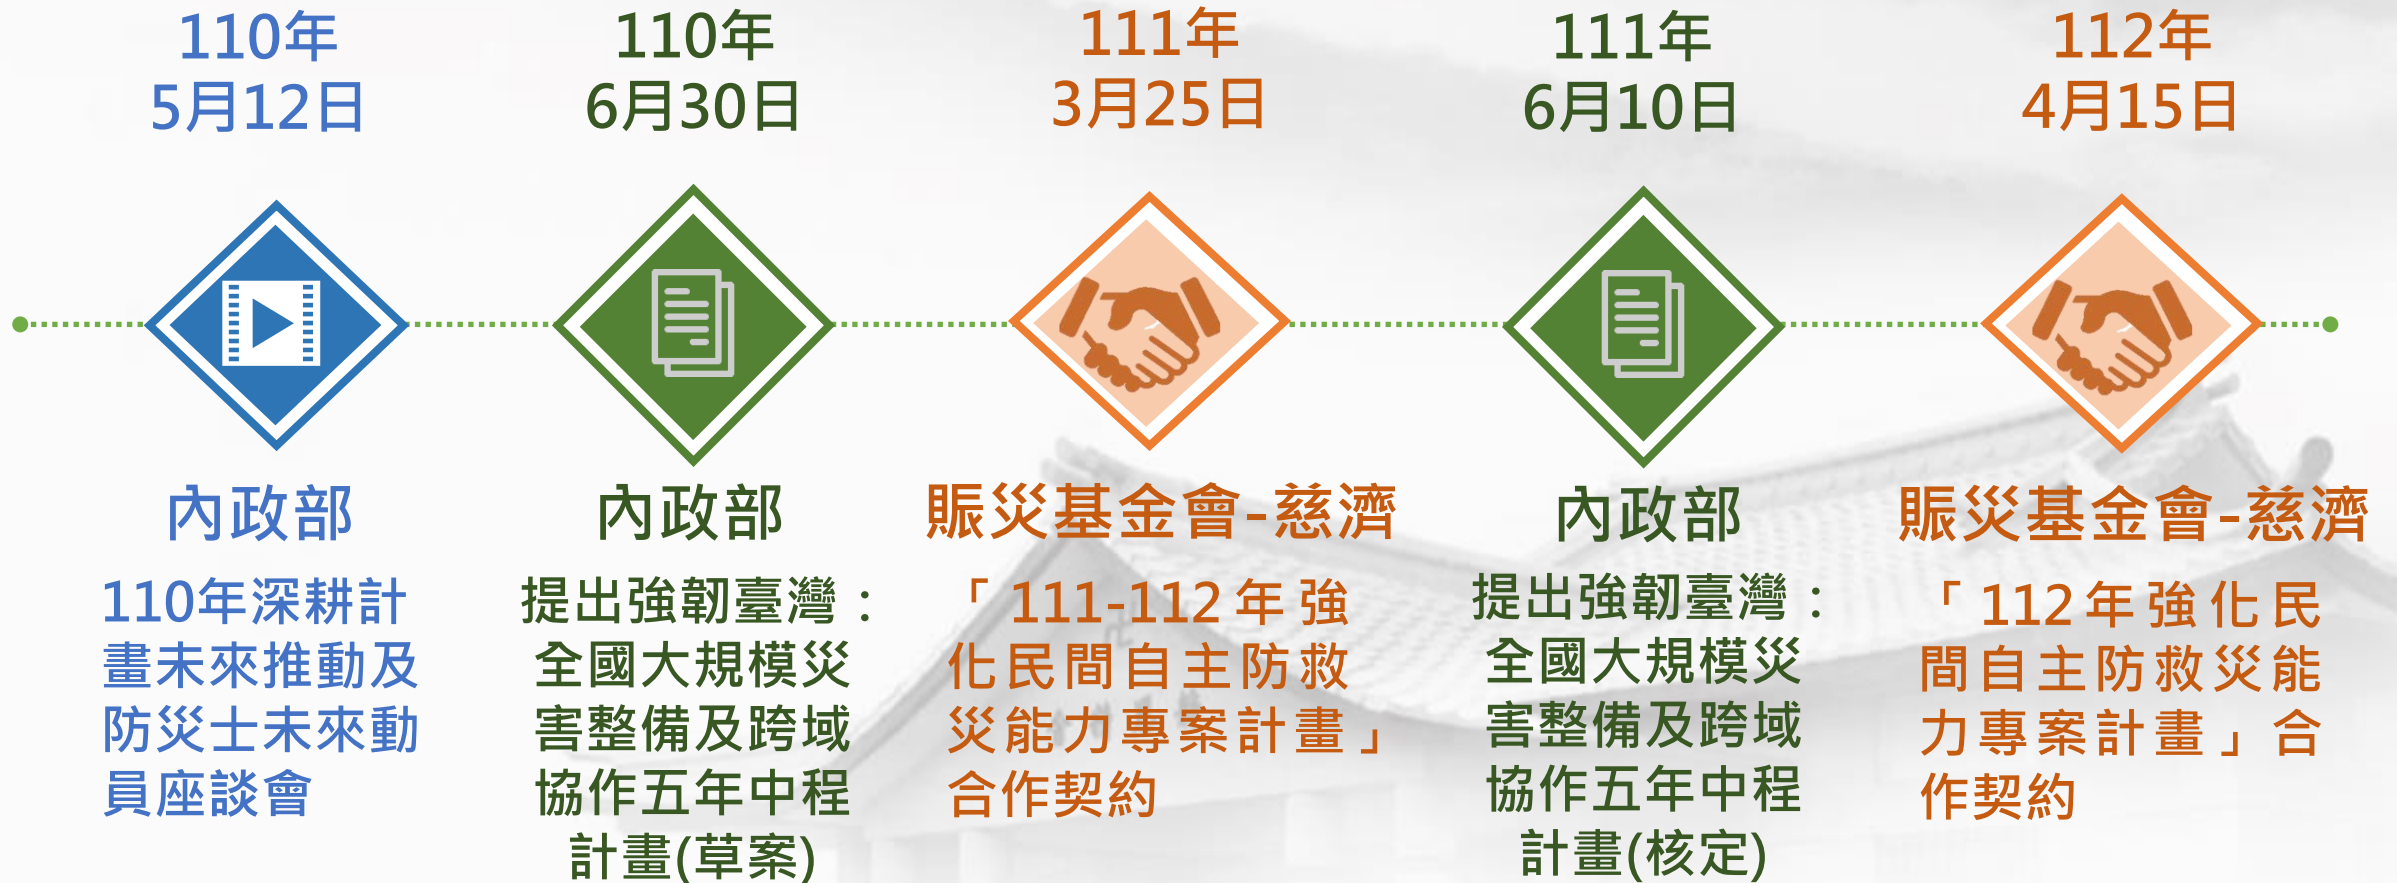 110年
5月12日
內政部
110年深耕計
畫未來推動及
防災士未來動
員座談會
110年
6月30日
內政部
提出強韌臺灣：
全國大規模災
害整備及跨域
協作五年中程
計畫(草案)
111年
3月25日
賑災基金會-慈濟
「111-112年強
化民間自主防救
災能力專案計畫」
合作契約
111年
6月10日
內政部
提出強韌臺灣：
全國大規模災
害整備及跨域
協作五年中程
計畫(核定)
112年
4月15日
賑災基金會-慈濟
「112年強化民
間自主防救災能
力專案計畫」合
作契約